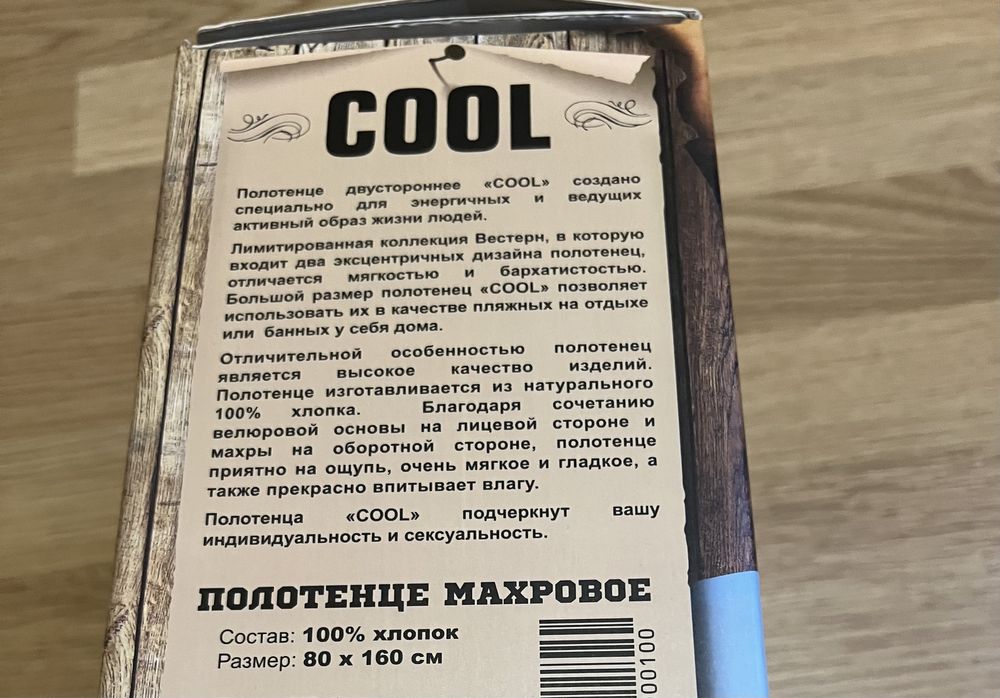 COOL
Полотенце двустороннее «COOL» создано
специально для энергичных и ведущих
активный образ жизни людей.
Лимитированная коллекция Вестерн, в которую
входит два эксцентричных дизайна полотенец,
отличается мягкостью и бархатистостью.
Большой размер полотенец «COOL» позволяет
использовать их в качестве пляжных на отдыхе
или банных у себя дома.
Отличительной особенностью полотенец
является высокое качество изделий.
Полотенце изготавливается из натурального
100% хлопка. Благодаря сочетанию
велюровой основы на лицевой стороне и
махры на оборотной стороне, полотенце
приятно на ощупь, очень мягкое и гладкое, а
также прекрасно впитывает влагу.
Полотенца «COOL» подчеркнут вашу
индивидуальность и сексуальность.
ПОЛОТЕНЦЕ МАХРОВОЕ
Состав: 100% хлопок
Размер: 80 х 160 см
00100